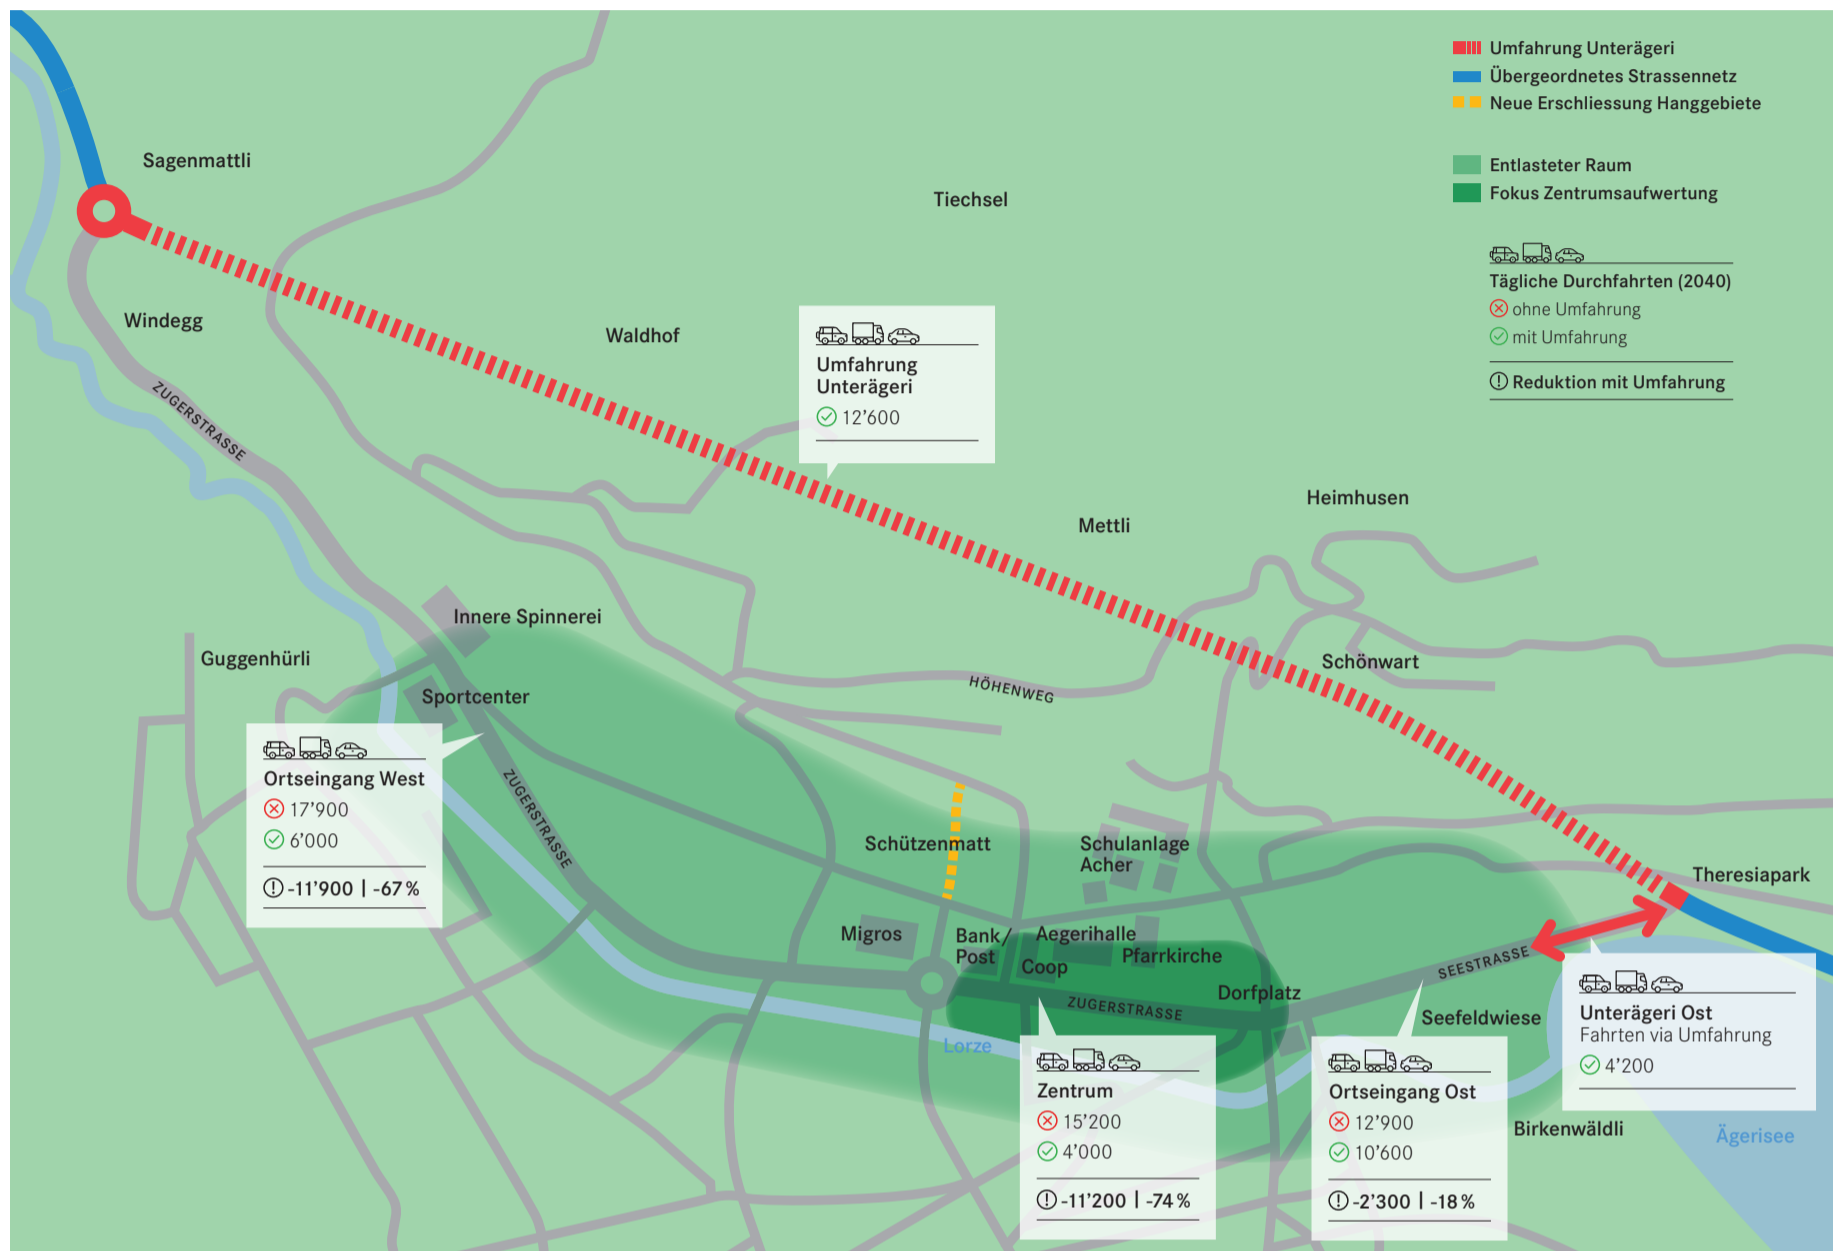 Umfahrung Unterägeri
Übergeordnetes Strassennetz
Neue Erschliessung Hanggebiete
Entlasteter Raum
Fokus Zentrumsaufwertung
Tägliche Durchfahrten (2040)
ohne Umfahrung
mit Umfahrung
Reduktion mit Umfahrung
Sagenmattli
Tiechsel
Windegg
Waldhof
ZUGERSTRASSE
Umfahrung
Unterägeri
12’600
Heimhusen
Mettli
Innere Spinnerei
Guggenhürli
Schönwart
HÖHENWEG
Sportcenter
Ortseingang West
17’900
6’000
-11’900 | -67 %
ZUGERSTRASSE
Schützenmatt
Schulanlage
Acher
Theresiapark
Migros
Bank/
Post
Aegerihalle
Coop
Pfarrkirche
SEESTRASSE
ZUGERSTRASSE
Dorfplatz
Seefeldwiese
Lorze
Unterägeri Ost
Fahrten via Umfahrung
4’200
Zentrum
15’200
4’000
-11’200 | -74 %
Ortseingang Ost
12’900
10’600
-2’300 | -18 %
Birkenwäldli
Ägerisee